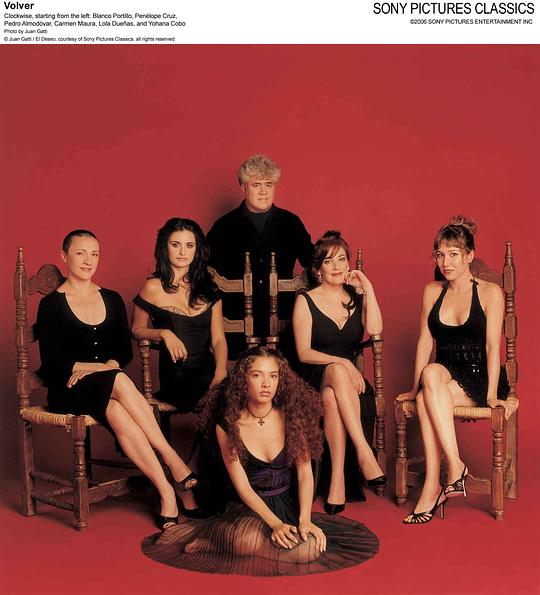 Volver
Clockwise, starting from the left: Blanco Portillo, Penélope Cruz,
Pedro Almodóvar, Carmen Maura, Lola Dueñas, and Yohana Cobo
Photo by Juan Gatti
© Juan Gatti / El Deseo, courtesy of Sony Pictures Classics, all rights reserved
SONY PICTURES CLASSICS
©2006 SONY PICTURES ENTERTAINMENT INC